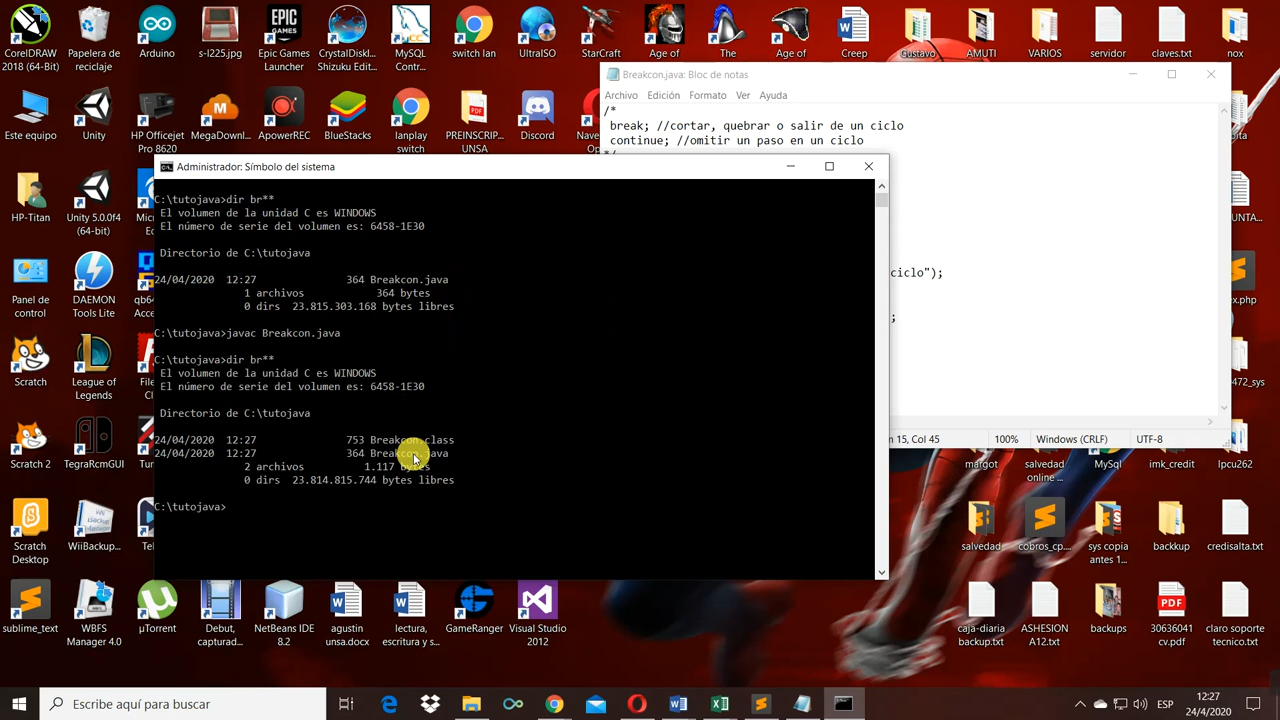 CorelDRAW 2018 (64-Bit)
Papelera de reciclaje
Arduino
s-l225.jpg
Epic Games Launcher
CrystalDiskI... Shizuku Edit...
MySQL Contr...
switch lan
UltraISO
StarCraft
Age of
The
Age of
Creep
Gustavo
AMUTI
VARIOS
servidor
claves.txt
nox
Este equipo
Unity
HP Officejet Pro 8620
MegaDownl...
ApowerREC
BlueStacks
lanplay switch
PREINSCRIP... UNSA
Discord
Breakcon.java: Bloc de notas
Archivo Edición Formato Ver Ayuda
/*
break; //cortar, quebrar o salir de un ciclo
continue; //omitir un paso en un ciclo
ciclo");
;
n 15, Col 45 100% Windows (CRLF) UTF-8
HP-Titan
Unity 5.0.0f4 (64-bit)
Panel de control
DAEMON Tools Lite
Scratch
League of Legends
Scratch 2
TegraRcmGUI
Scratch Desktop
WiiBackup...
Administrador: Símbolo del sistema
C:\tutojava>dir br**
El volumen de la unidad C es WINDOWS
El número de serie del volumen es: 6458-1E30
Directorio de C:\tutojava
24/04/2020 12:27 364 Breakcon.java
1 archivos 364 bytes
0 dirs 23.815.303.168 bytes libres
C:\tutojava>javac Breakcon.java
C:\tutojava>dir br**
El volumen de la unidad C es WINDOWS
El número de serie del volumen es: 6458-1E30
Directorio de C:\tutojava
24/04/2020 12:27 753 Breakcon.class
24/04/2020 12:27 364 Breakcon.java
2 archivos 1.117 bytes
0 dirs 23.814.815.744 bytes libres
C:\tutojava>
margot
salvedad online ...
MySql
imk_credit
lpcu262
salvedad
cobros_cp....
sys copia antes 1...
backkup
credisalta.txt
sublime_text
WBFS Manager 4.0
µTorrent
Debut, capturad...
NetBeans IDE 8.2
agustin unsa.docx
lectura, escritura y s...
GameRanger
Visual Studio 2012
caja-diaria backup.txt
ASHESION A12.txt
backups
30636041 cv.pdf
claro soporte tecnico.txt
Escribe aquí para buscar
ESP
12:27
24/4/2020